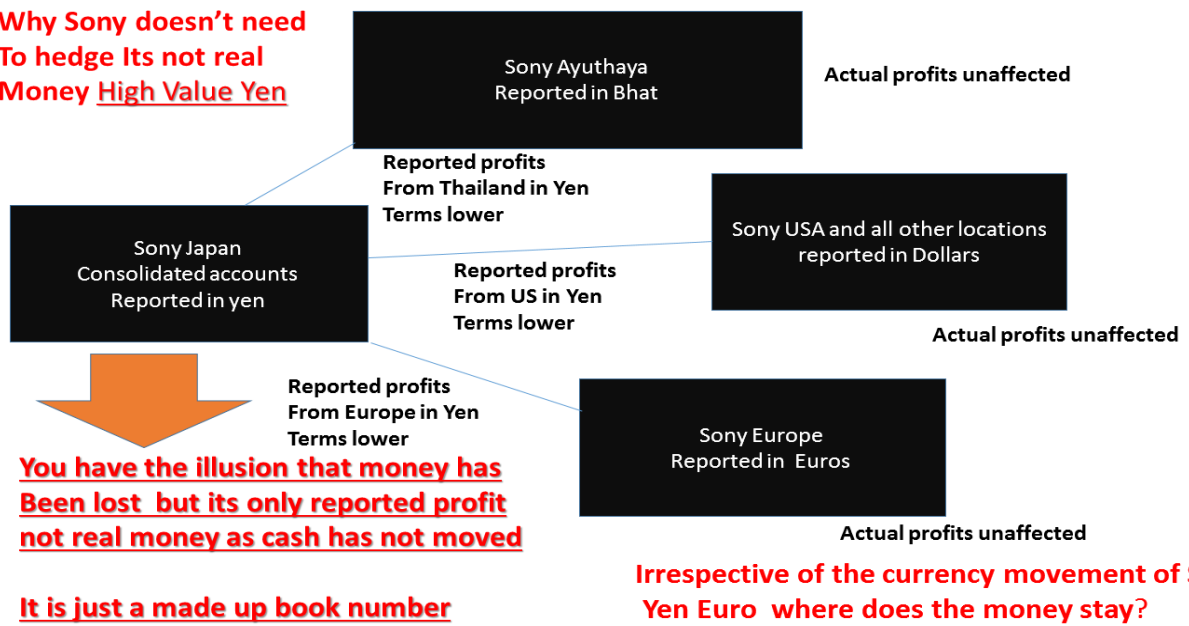 Why Sony doesn’t need
To hedge Its not real
Money High Value Yen
Sony Ayuthaya
Reported in Bhat
Actual profits unaffected
Reported profits
From Thailand in Yen
Terms lower
Sony Japan
Consolidated accounts
Reported in yen
Sony USA and all other locations
reported in Dollars
Reported profits
From US in Yen
Terms lower
Actual profits unaffected
Reported profits
From Europe in Yen
Terms lower
Sony Europe
Reported in Euros
You have the illusion that money has
Been lost but its only reported profit
not real money as cash has not moved
Actual profits unaffected
It is just a made up book number
Irrespective of the currency movement of
Yen Euro where does the money stay?